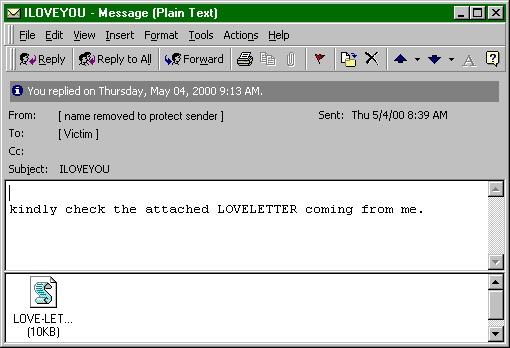 ILOVEYOU - Message (Plain Text)
File Edit View Insert Format Tools Actions Help
Reply Reply to All Forward A ?
You replied on Thursday, May 04, 2000 9:13 AM.
From: [ name removed to protect sender ] Sent: Thu 5/4/00 8:39 AM
To: [ Victim ]
Cc:
Subject: ILOVEYOU
kindly check the attached LOVELETTER coming from me.
LOVE-LET...
(10KB)